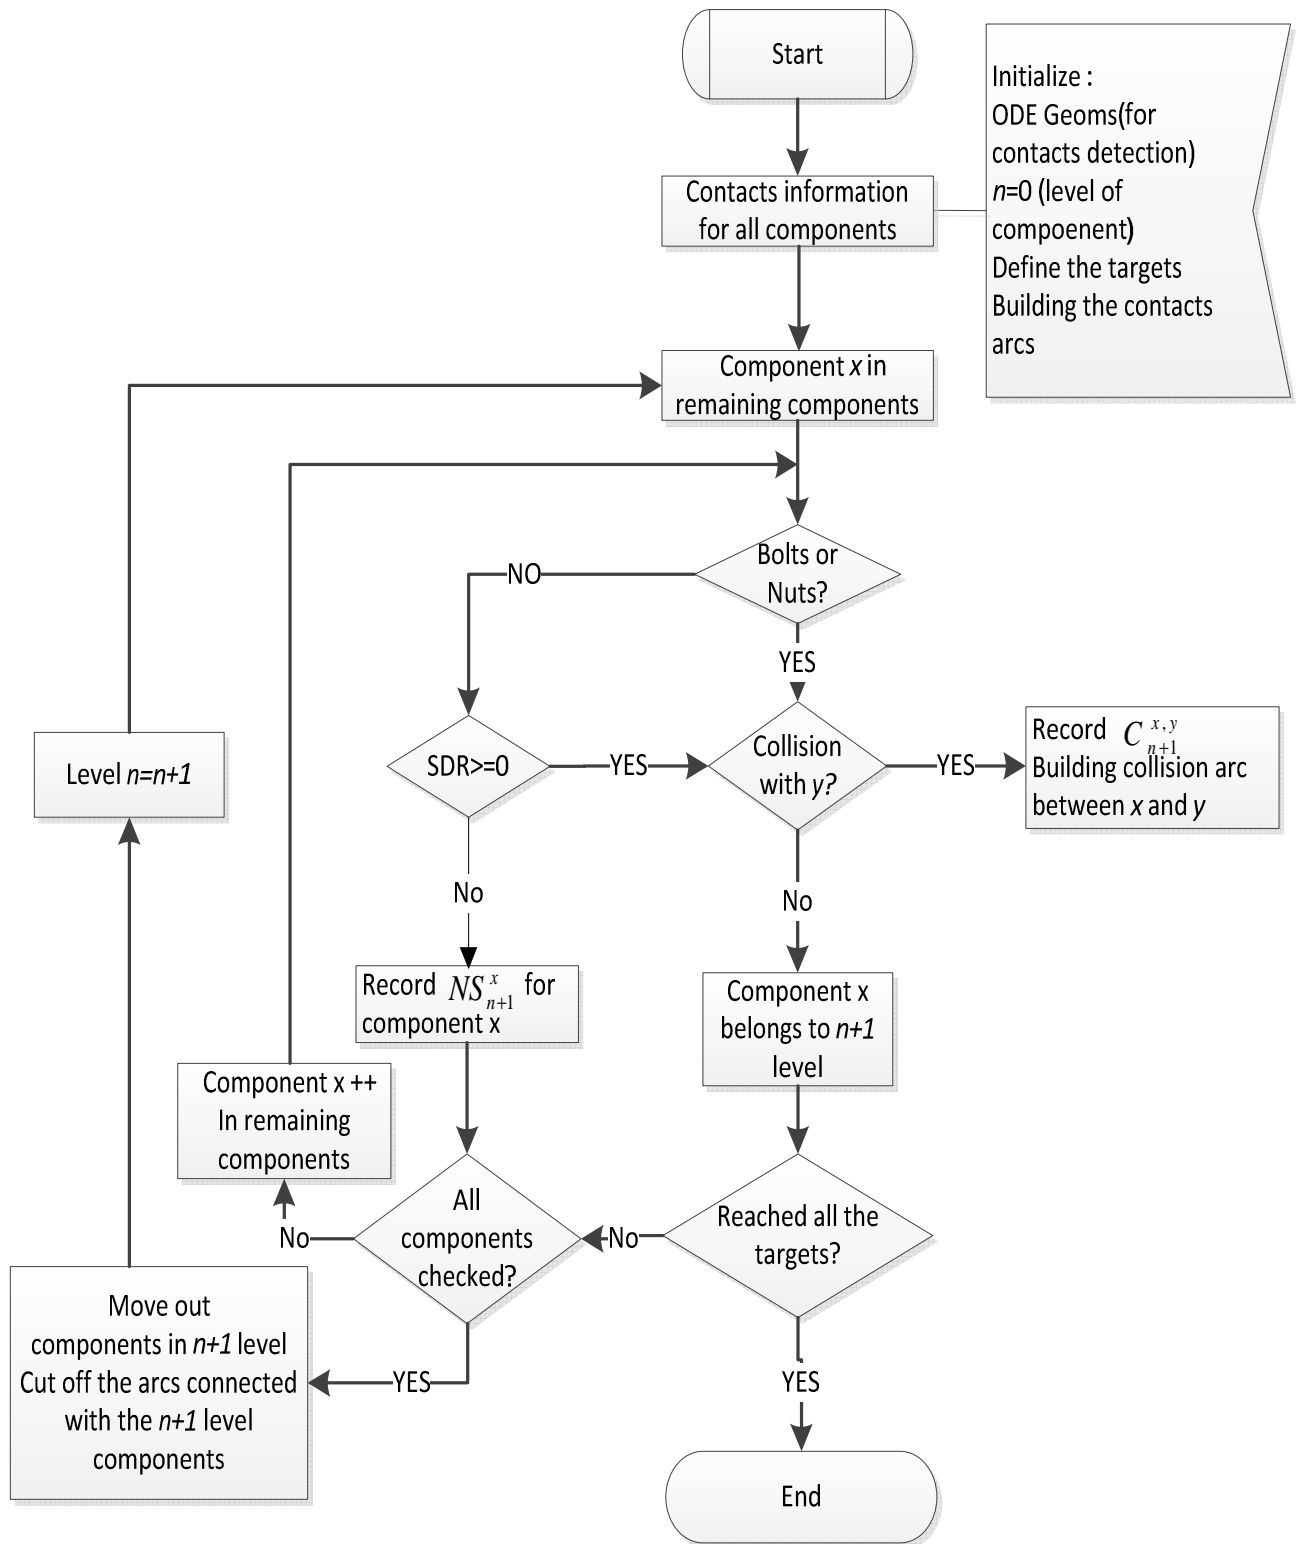 Start
Initialize :
ODE Geoms(for
contacts detection)
n=0 (level of
compoenent)
Define the targets
Building the contacts
arcs
Contacts information
for all components
Component x in
remaining components
Bolts or
Nuts?
NO
YES
Level n=n+1
SDR>=0
YES
Collision
with y?
YES
Record C_{n+1}^{x,y}
Building collision arc
between x and y
No
No
Record NS_{n+1}^{x} for
component x
Component x
belongs to n+1
level
Component x ++
In remaining
components
All
components
checked?
No
Reached all the
targets?
No
Move out
components in n+1 level
Cut off the arcs connected
with the n+1 level
components
YES
YES
End